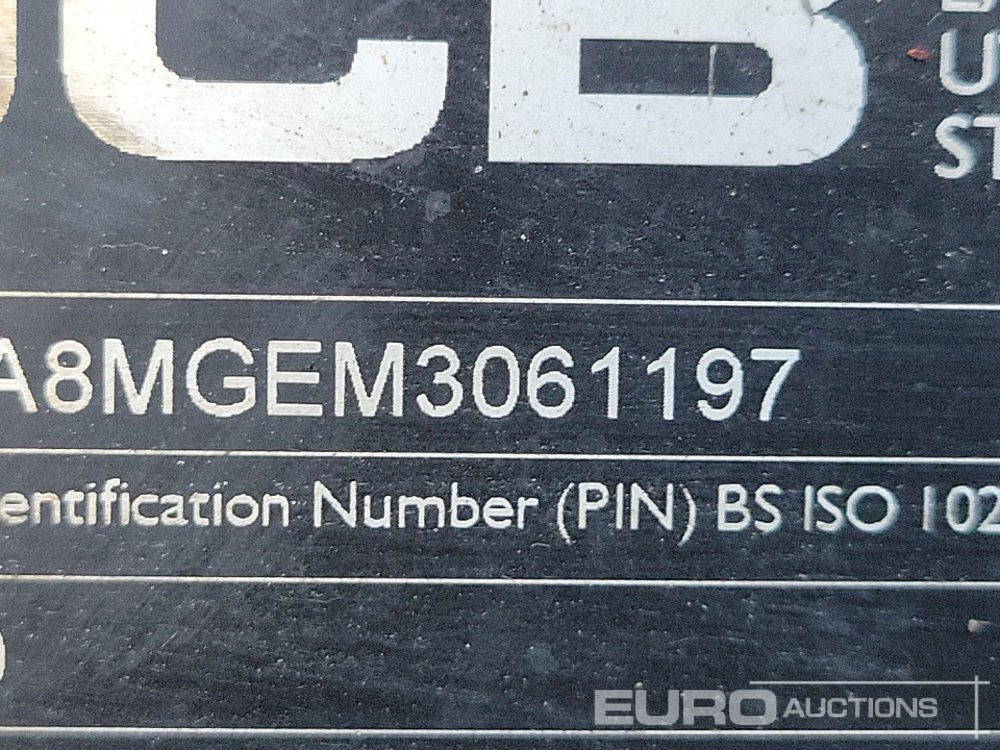 JCB
U
ST
A8MGEM3061197
entification Number (PIN) BS ISO 102
EURO AUCTIONS